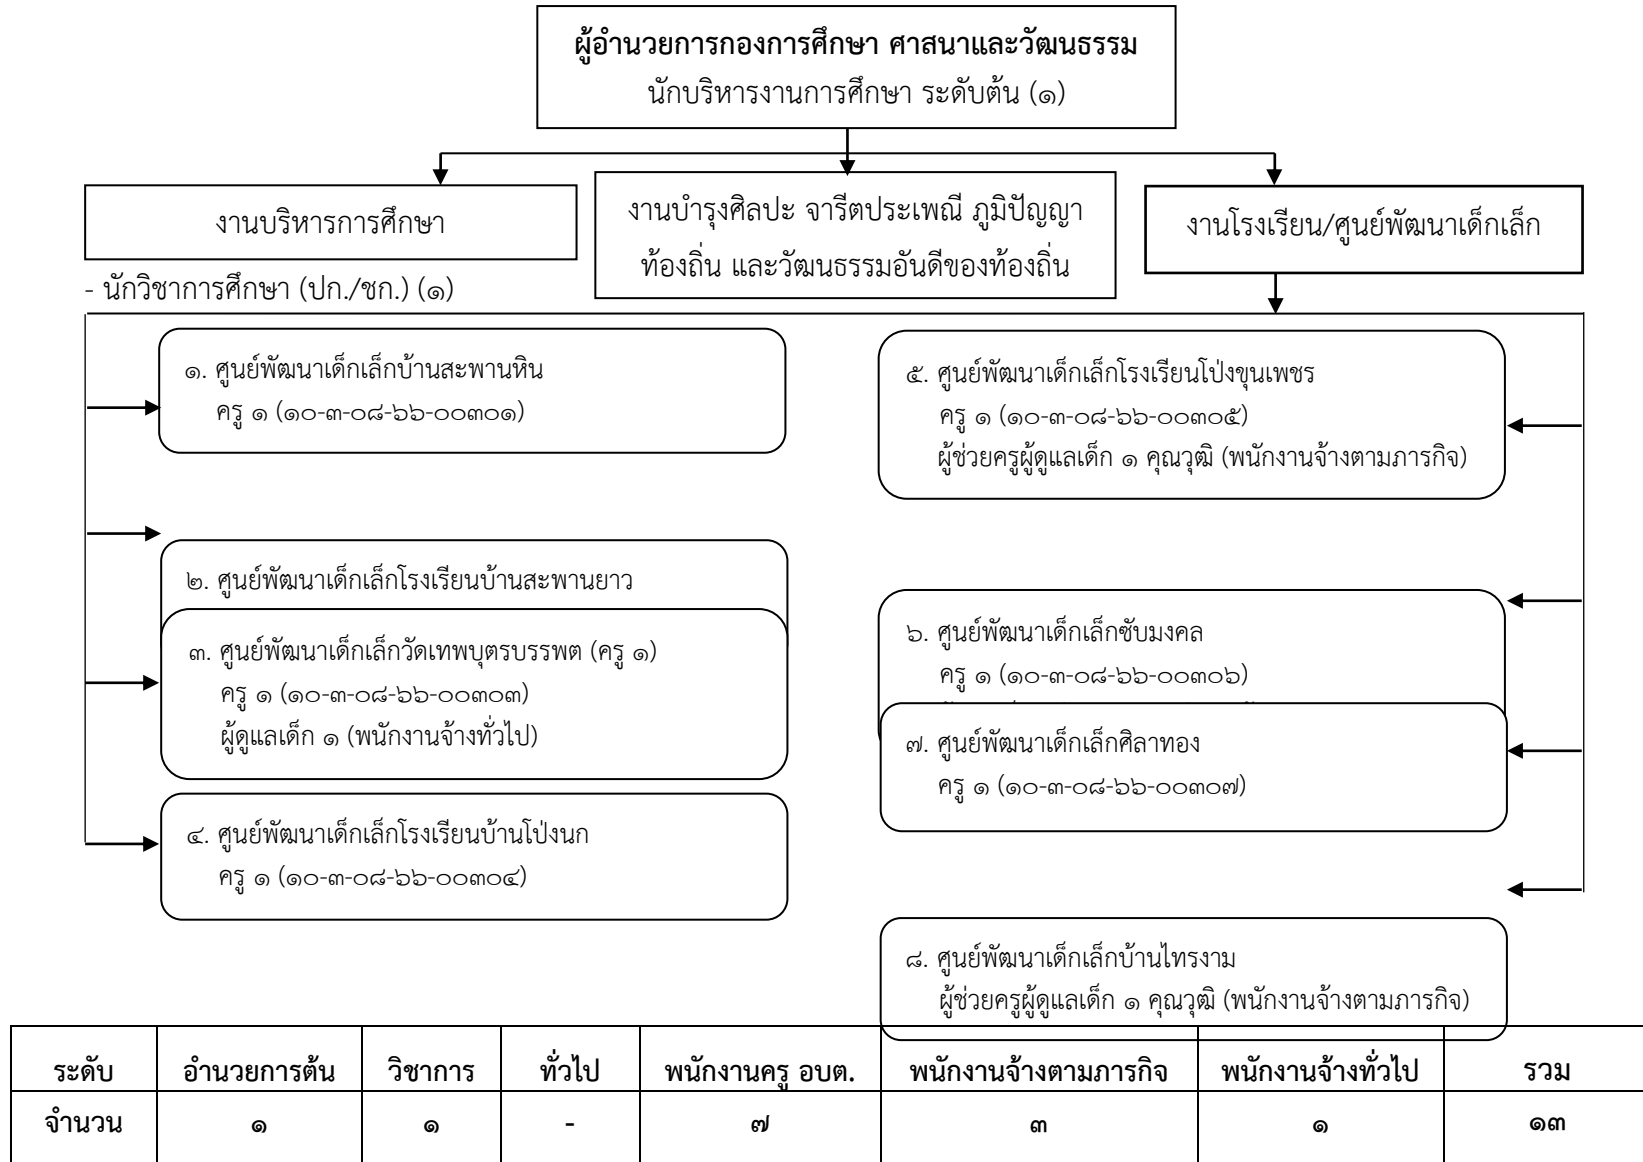 ผู้อำนวยการกองการศึกษา ศาสนาและวัฒนธรรม
นักบริหารงานการศึกษา ระดับต้น (๑)
งานบริหารการศึกษา
- นักวิชาการศึกษา (ปก./ชก.) (๑)
งานบำรุงศิลปะ จารีตประเพณี ภูมิปัญญา
ท้องถิ่น และวัฒนธรรมอันดีของท้องถิ่น
งานโรงเรียน/ศูนย์พัฒนาเด็กเล็ก
๑. ศูนย์พัฒนาเด็กเล็กบ้านสะพานหิน
ครู ๑ (๑๐-๓-๐๘-๖๖-๐๐๓๐๑)
๒. ศูนย์พัฒนาเด็กเล็กโรงเรียนบ้านสะพานยาว
๓. ศูนย์พัฒนาเด็กเล็กวัดเทพบุตรบรรพต (ครู ๑)
ครู ๑ (๑๐-๓-๐๘-๖๖-๐๐๓๐๓)
ผู้ดูแลเด็ก ๑ (พนักงานจ้างทั่วไป)
๔. ศูนย์พัฒนาเด็กเล็กโรงเรียนบ้านโป่งนก
ครู ๑ (๑๐-๓-๐๘-๖๖-๐๐๓๐๔)
๕. ศูนย์พัฒนาเด็กเล็กโรงเรียนโป่งขุนเพชร
ครู ๑ (๑๐-๓-๐๘-๖๖-๐๐๓๐๕)
ผู้ช่วยครูผู้ดูแลเด็ก ๑ คุณวุฒิ (พนักงานจ้างตามภารกิจ)
๖. ศูนย์พัฒนาเด็กเล็กซับมงคล
ครู ๑ (๑๐-๓-๐๘-๖๖-๐๐๓๐๖)
๗. ศูนย์พัฒนาเด็กเล็กศิลาทอง
ครู ๑ (๑๐-๓-๐๘-๖๖-๐๐๓๐๗)
๘. ศูนย์พัฒนาเด็กเล็กบ้านไทรงาม
ผู้ช่วยครูผู้ดูแลเด็ก ๑ คุณวุฒิ (พนักงานจ้างตามภารกิจ)
ระดับ อำนวยการต้น วิชาการ ทั่วไป พนักงานครู อบต. พนักงานจ้างตามภารกิจ พนักงานจ้างทั่วไป รวม
จำนวน ๑ ๑ - ๗ ๓ ๑ ๑๓